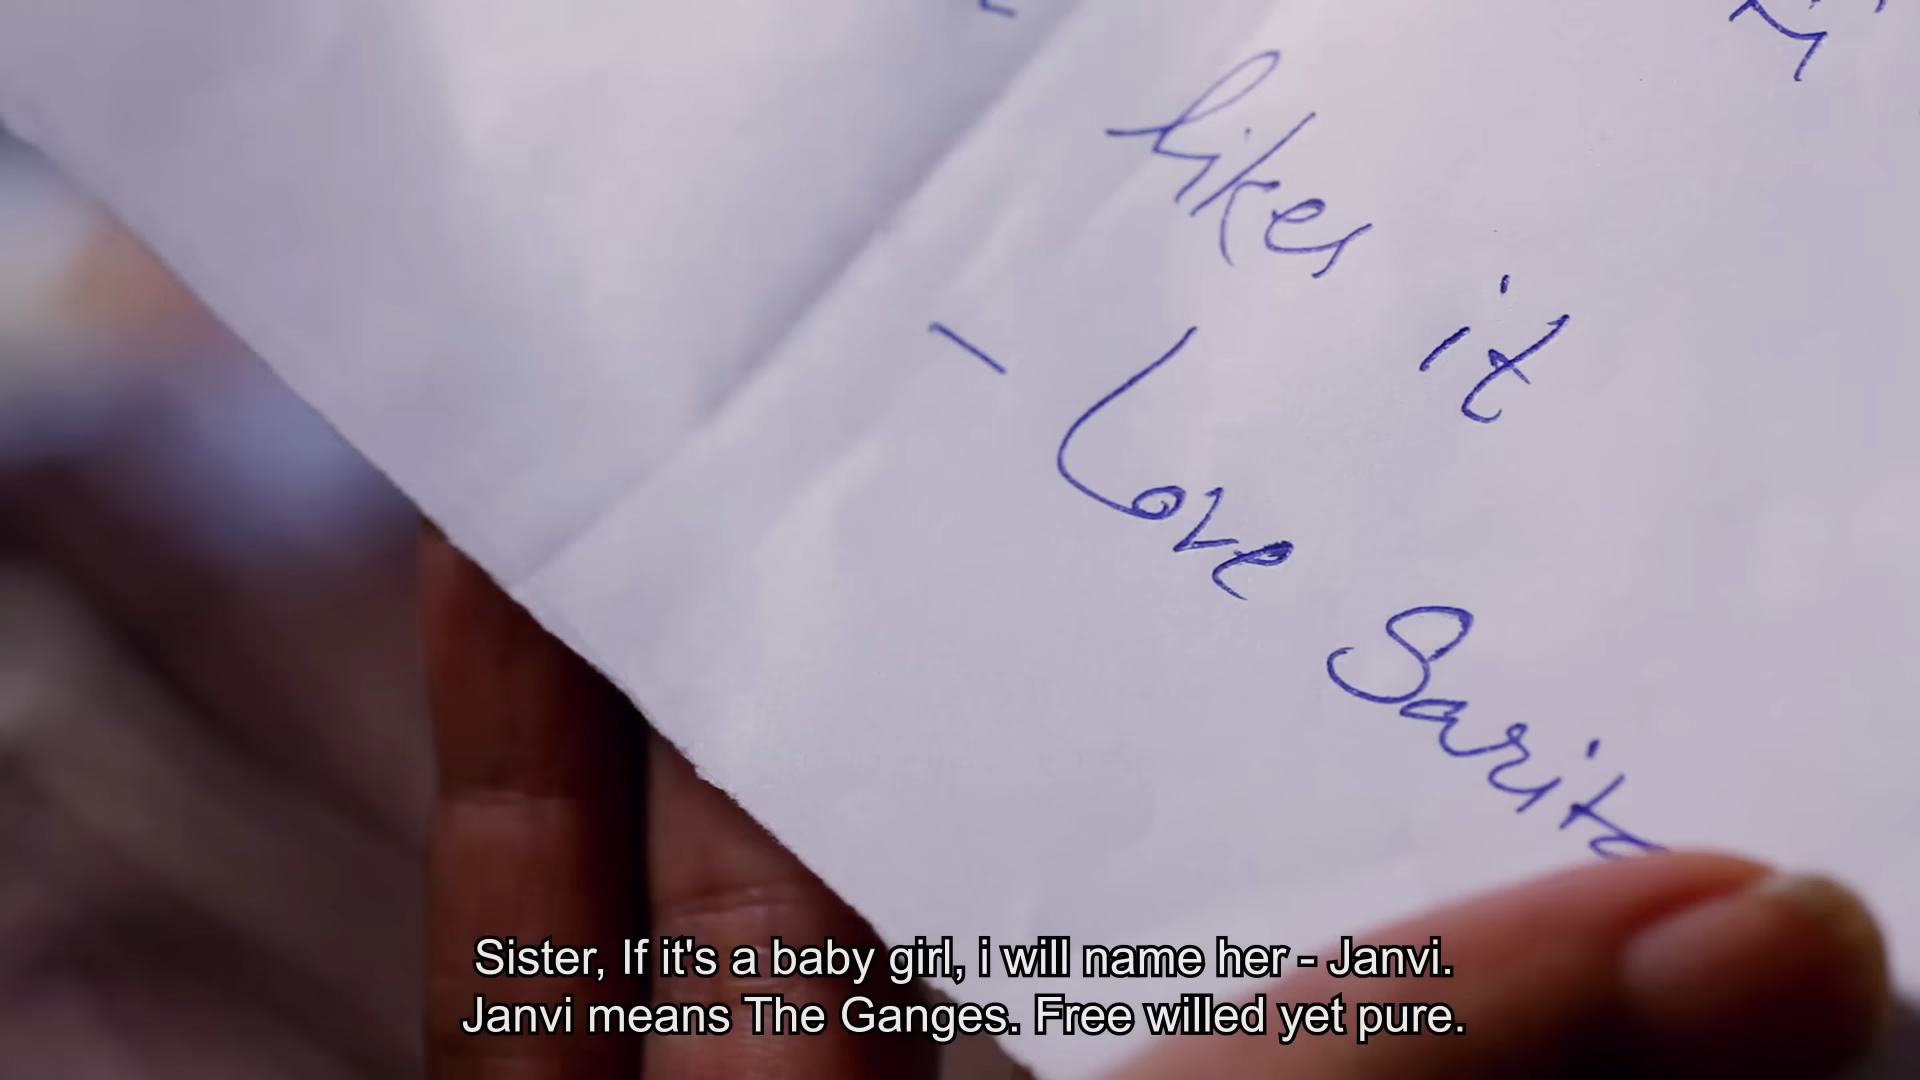 likes it
- Love Sarita
Sister, If it's a baby girl, i will name her - Janvi.
Janvi means The Ganges. Free willed yet pure.